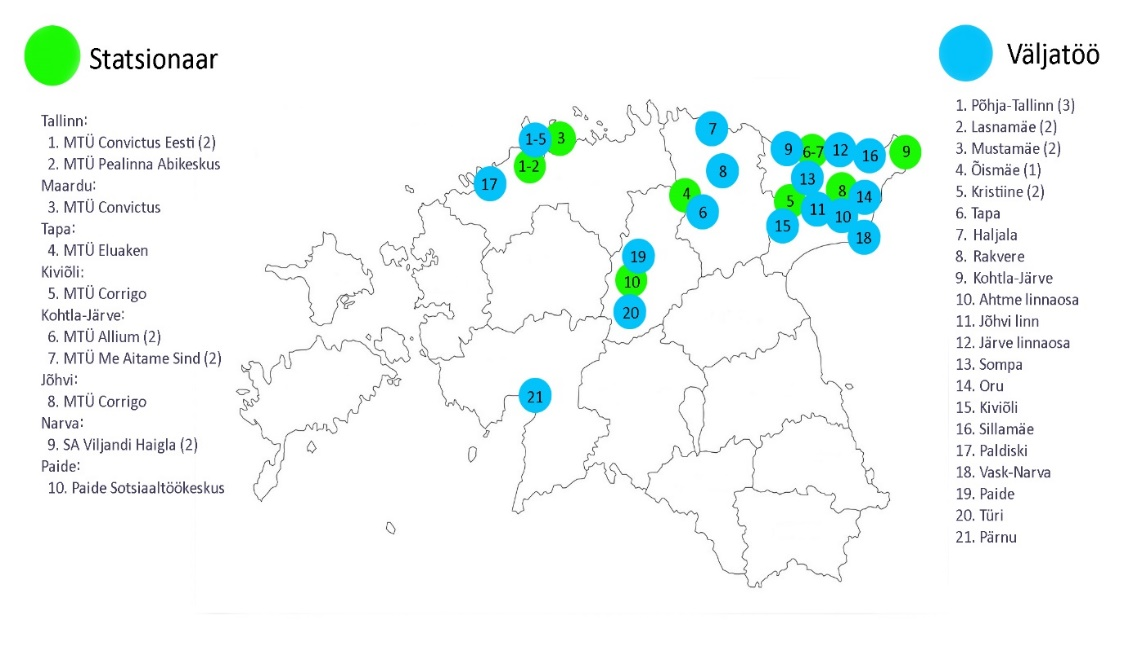 Statsionaar
Tallinn:
1. MTÜ Convictus Eesti (2)
2. MTÜ Pealinna Abikeskus
Maardu:
3. MTÜ Convictus
Tapa:
4. MTÜ Eluaken
Kiviõli:
5. MTÜ Corrigo
Kohtla-Järve:
6. MTÜ Allium (2)
7. MTÜ Me Aitame Sind (2)
Jõhvi:
8. MTÜ Corrigo
Narva:
9. SA Viljandi Haigla (2)
Paide:
10. Paide Sotsiaaltöökeskus
1-5
3
1-2
17
7
8
4
6
9
6-7
12
16
9
13
5
8
14
11
10
15
18
19
10
20
21
Väljatöö
1. Põhja-Tallinn (3)
2. Lasnamäe (2)
3. Mustamäe (2)
4. Õismäe (1)
5. Kristiine (2)
6. Tapa
7. Haljala
8. Rakvere
9. Kohtla-Järve
10. Ahtme linnaosa
11. Jõhvi linn
12. Järve linnaosa
13. Sompa
14. Oru
15. Kiviõli
16. Sillamäe
17. Paldiski
18. Vask-Narva
19. Paide
20. Türi
21. Pärnu